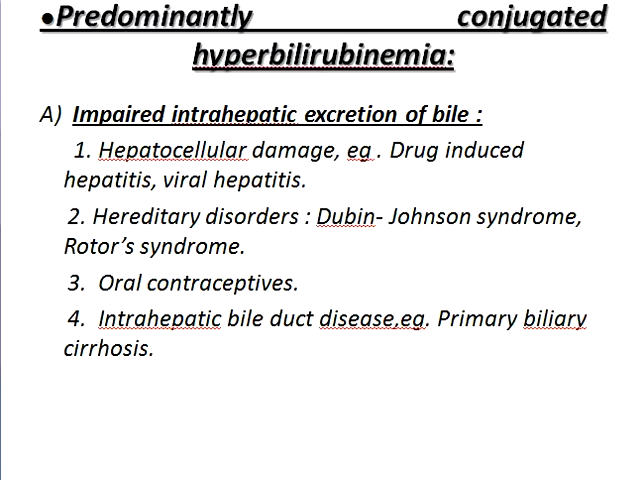 •Predominantly conjugated
hyperbilirubinemia:
A) Impaired intrahepatic excretion of bile :
1. Hepatocellular damage, eg . Drug induced
hepatitis, viral hepatitis.
2. Hereditary disorders : Dubin- Johnson syndrome,
Rotor’s syndrome.
3. Oral contraceptives.
4. Intrahepatic bile duct disease,eg. Primary biliary
cirrhosis.